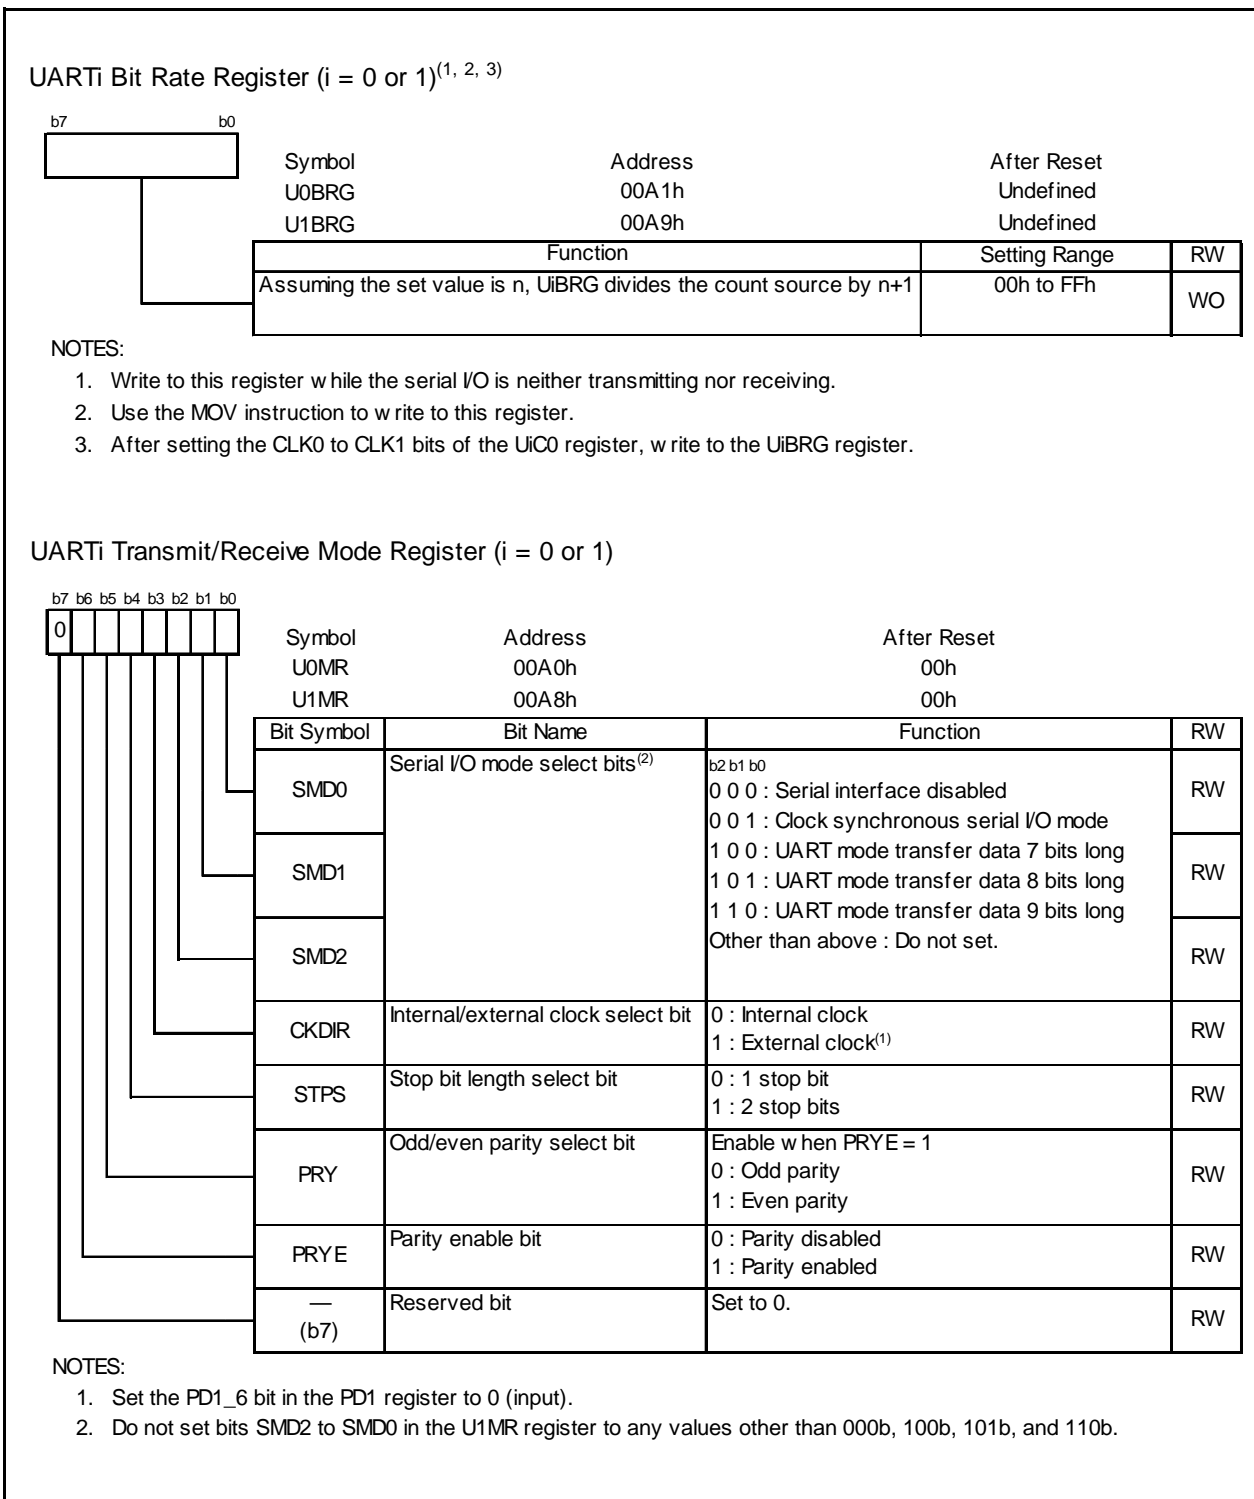 UARTi Bit Rate Register (i = 0 or 1)(1, 2, 3)
b7 b0
Symbol Address After Reset
U0BRG 00A1h Undefined
U1BRG 00A9h Undefined
Function Setting Range RW
Assuming the set value is n, UiBRG divides the count source by n+1 00h to FFh WO
NOTES:
1. Write to this register while the serial I/O is neither transmitting nor receiving.
2. Use the MOV instruction to write to this register.
3. After setting the CLK0 to CLK1 bits of the UiC0 register, write to the UiBRG register.
UARTi Transmit/Receive Mode Register (i = 0 or 1)
b7 b6 b5 b4 b3 b2 b1 b0
0
Symbol Address After Reset
U0MR 00A0h 00h
U1MR 00A8h 00h
Bit Symbol Bit Name Function RW
SMD0 Serial I/O mode select bits(2) b2 b1 b0 RW
0 0 0 : Serial interface disabled
0 0 1 : Clock synchronous serial I/O mode
SMD1 1 0 0 : UART mode transfer data 7 bits long RW
1 0 1 : UART mode transfer data 8 bits long
1 1 0 : UART mode transfer data 9 bits long
SMD2 Other than above : Do not set. RW
CKDIR Internal/external clock select bit 0 : Internal clock RW
1 : External clock(1)
STPS Stop bit length select bit 0 : 1 stop bit RW
1 : 2 stop bits
PRY Odd/even parity select bit Enable when PRYE = 1 RW
0 : Odd parity
1 : Even parity
PRYE Parity enable bit 0 : Parity disabled RW
1 : Parity enabled
— Reserved bit Set to 0. RW
(b7)
NOTES:
1. Set the PD1_6 bit in the PD1 register to 0 (input).
2. Do not set bits SMD2 to SMD0 in the U1MR register to any values other than 000b, 100b, 101b, and 110b.